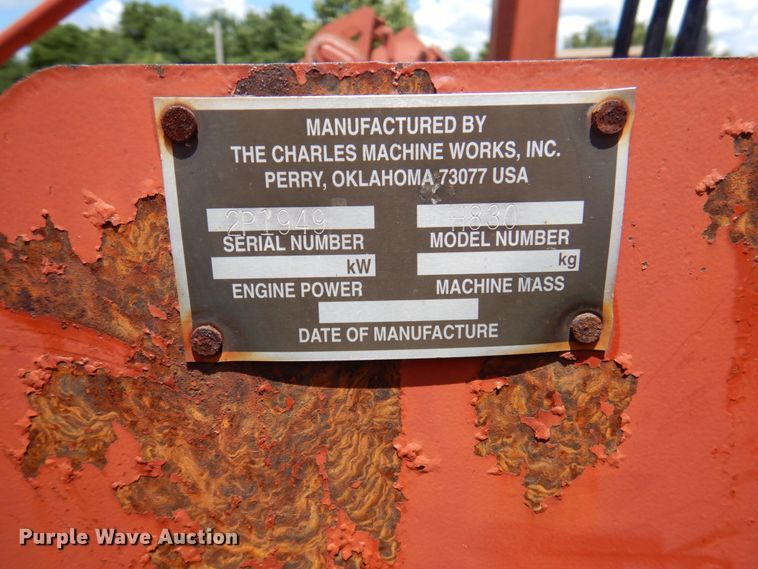 MANUFACTURED BY
THE CHARLES MACHINE WORKS, INC.
PERRY, OKLAHOMA 73077 USA
2P1949 H830
SERIAL NUMBER MODEL NUMBER
kW kg
ENGINE POWER MACHINE MASS
DATE OF MANUFACTURE
Purple Wave Auction